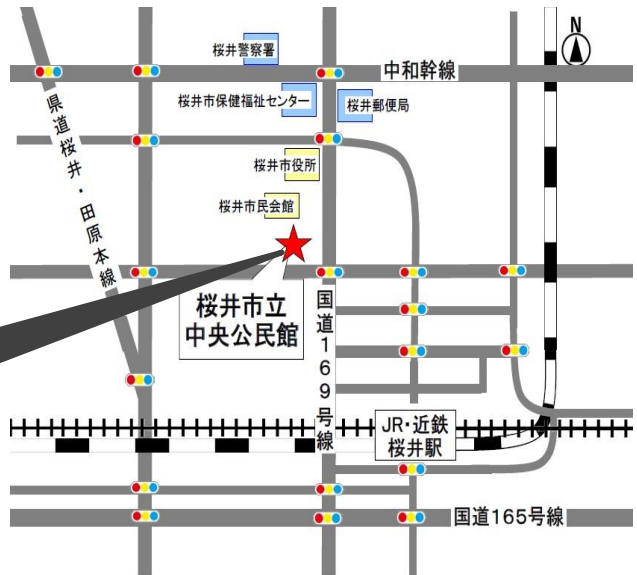 桜井警察署
N
中和幹線
桜井市保健福祉センター
桜井郵便局
県道桜井・田原本線
桜井市役所
桜井市民会館
桜井市立
中央公民館
国道169号線
JR・近鉄
桜井駅
国道165号線